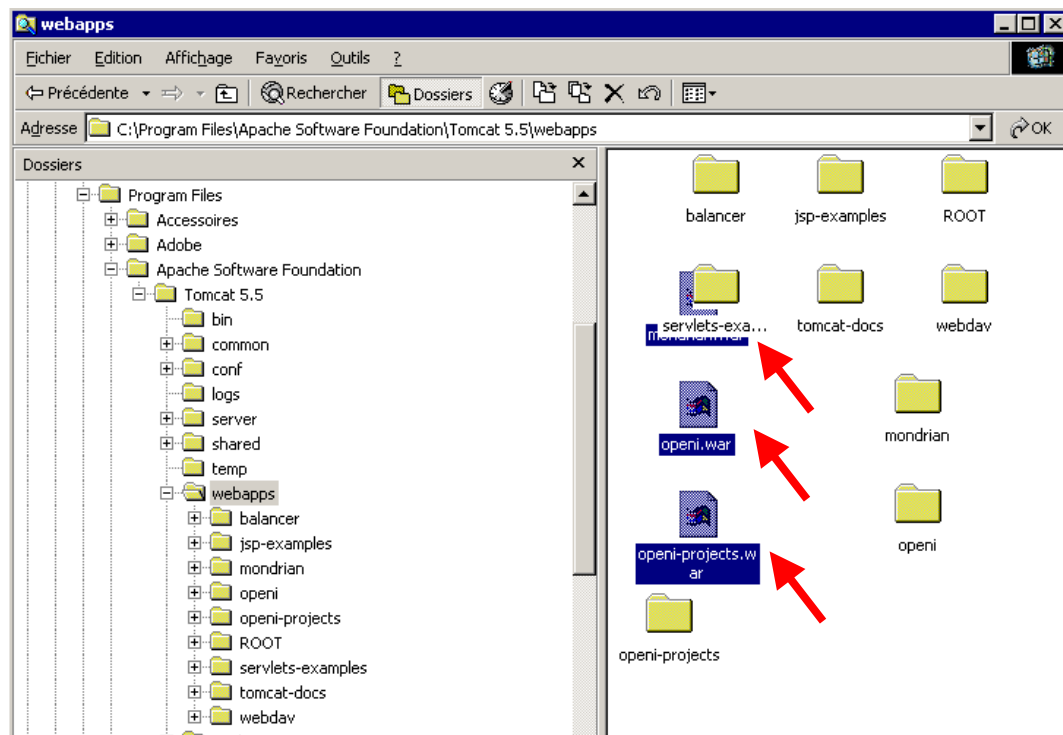 webapps
Fichier Edition Affichage Favoris Outils ?
Précédente Rechercher Dossiers
Adresse C:\Program Files\Apache Software Foundation\Tomcat 5.5\webapps OK
Dossiers
Program Files
Accessoires
Adobe
Apache Software Foundation
Tomcat 5.5
bin
common
conf
logs
server
shared
temp
webapps
balancer
jsp-examples
mondrian
openi
openi-projects
ROOT
servlets-examples
tomcat-docs
webdav
balancer jsp-examples ROOT
servlets-exa... tomcat-docs webdav
mondrian.war
openi.war
mondrian
openi-projects.w
ar
openi
openi-projects